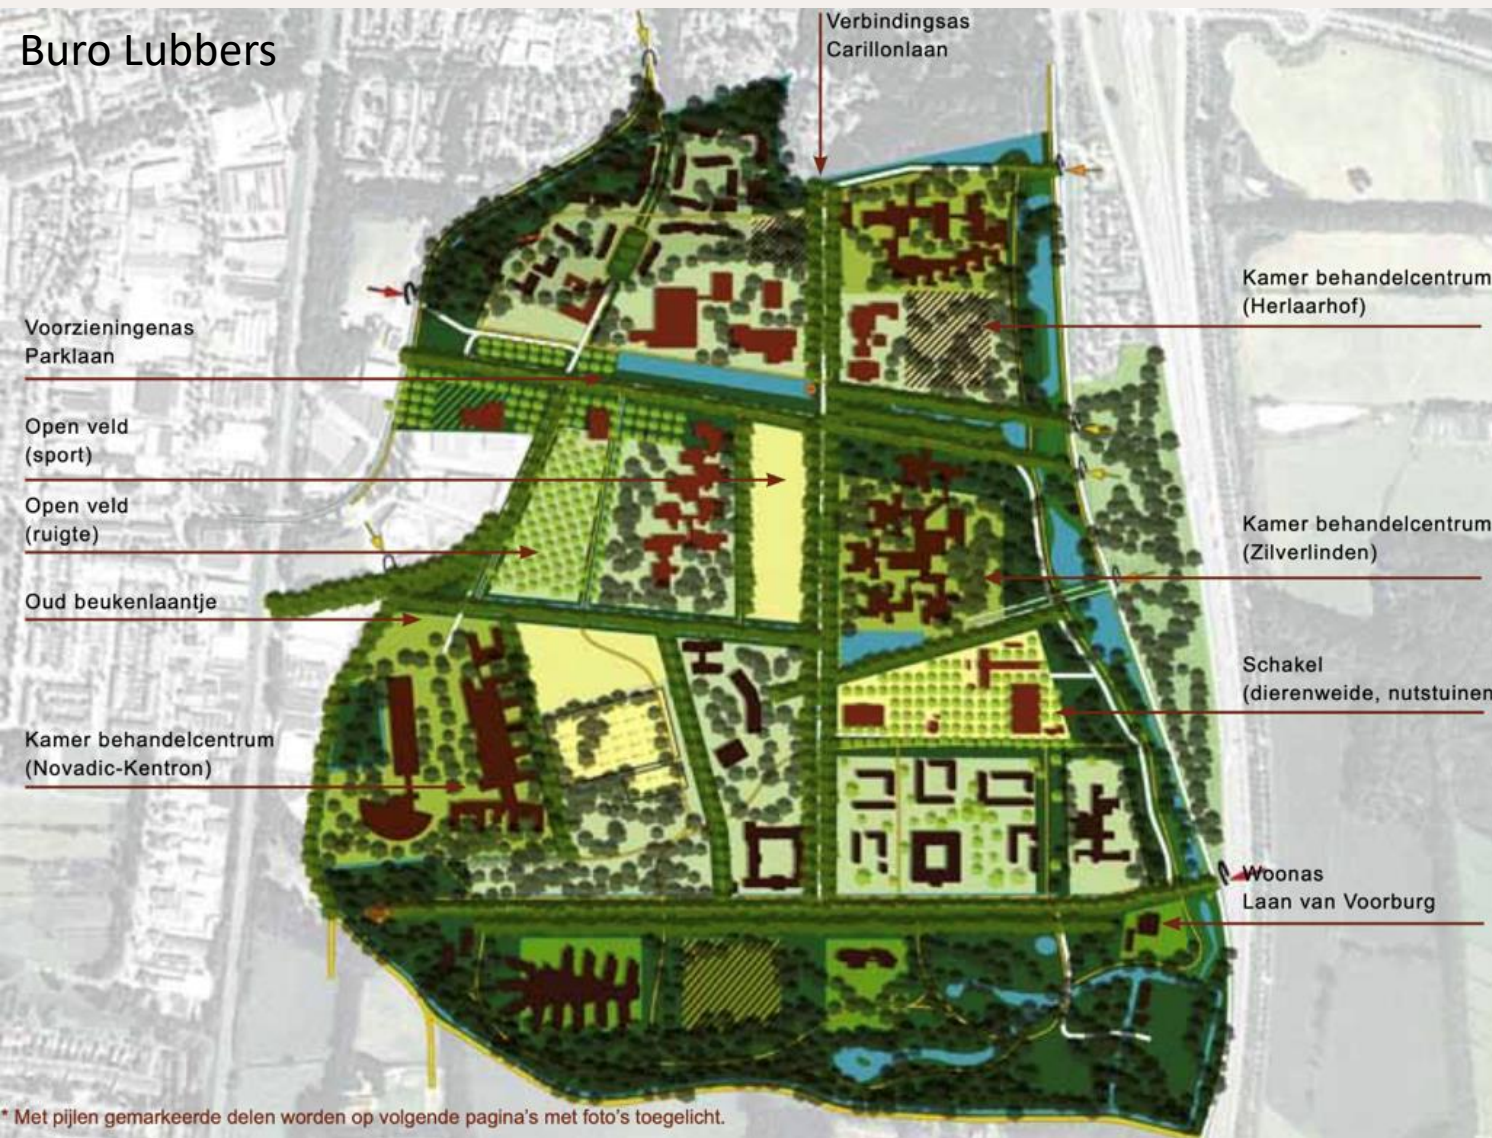 Buro Lubbers
Verbindingsas
Carillonlaan
Kamer behandelcentrum
(Herlaarhof)
Voorzieningenas
Parklaan
Open veld
(sport)
Open veld
(ruigte)
Kamer behandelcentrum
(Zilverlinden)
Oud beukenlaantje
Schakel
(dierenweide, nutstuinen
Kamer behandelcentrum
(Novadic-Kentron)
Woonas
Laan van Voorburg
* Met pijlen gemarkeerde delen worden op volgende pagina's met foto's toegelicht.